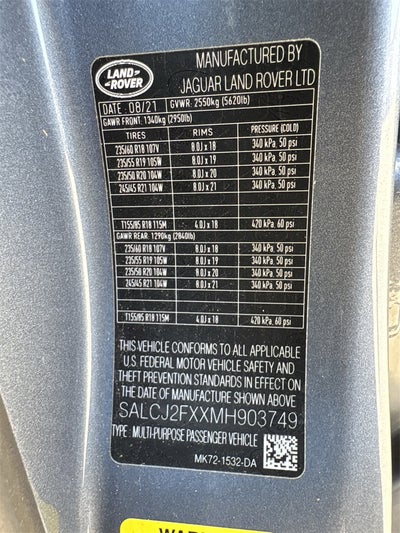 LAND ROVER
MANUFACTURED BY
JAGUAR LAND ROVER LTD
DATE 08/21 GVWR: 2550kg (5620lb)
GAWR FRONT: 1340kg (2950lb)
TIRES RIMS PRESSURE (COLD)
235/60 R18 107V 8.0J x 18 340 kPa, 50 psi
235/55 R19 105W 8.0J x 19 340 kPa, 50 psi
235/50 R20 104W 8.0J x 20 340 kPa, 50 psi
245/45 R21 104W 8.0J x 21 340 kPa, 50 psi
T155/85 R18 115M 4.0J x 18 420 kPa, 60 psi
GAWR REAR: 1290kg (2840lb)
235/60 R18 107V 8.0J x 18 340 kPa, 50 psi
235/55 R19 105W 8.0J x 19 340 kPa, 50 psi
235/50 R20 104W 8.0J x 20 340 kPa, 50 psi
245/45 R21 104W 8.0J x 21 340 kPa, 50 psi
T155/85 R18 115M 4.0J x 18 420 kPa, 60 psi
THIS VEHICLE CONFORMS TO ALL APPLICABLE
U.S. FEDERAL MOTOR VEHICLE SAFETY AND
THEFT PREVENTION STANDARDS IN EFFECT ON
THE DATE OF MANUFACTURE SHOWN ABOVE
SALCJ2FXXMH903749
TYPE : MULTI-PURPOSE PASSENGER VEHICLE
MK72-1532-DA